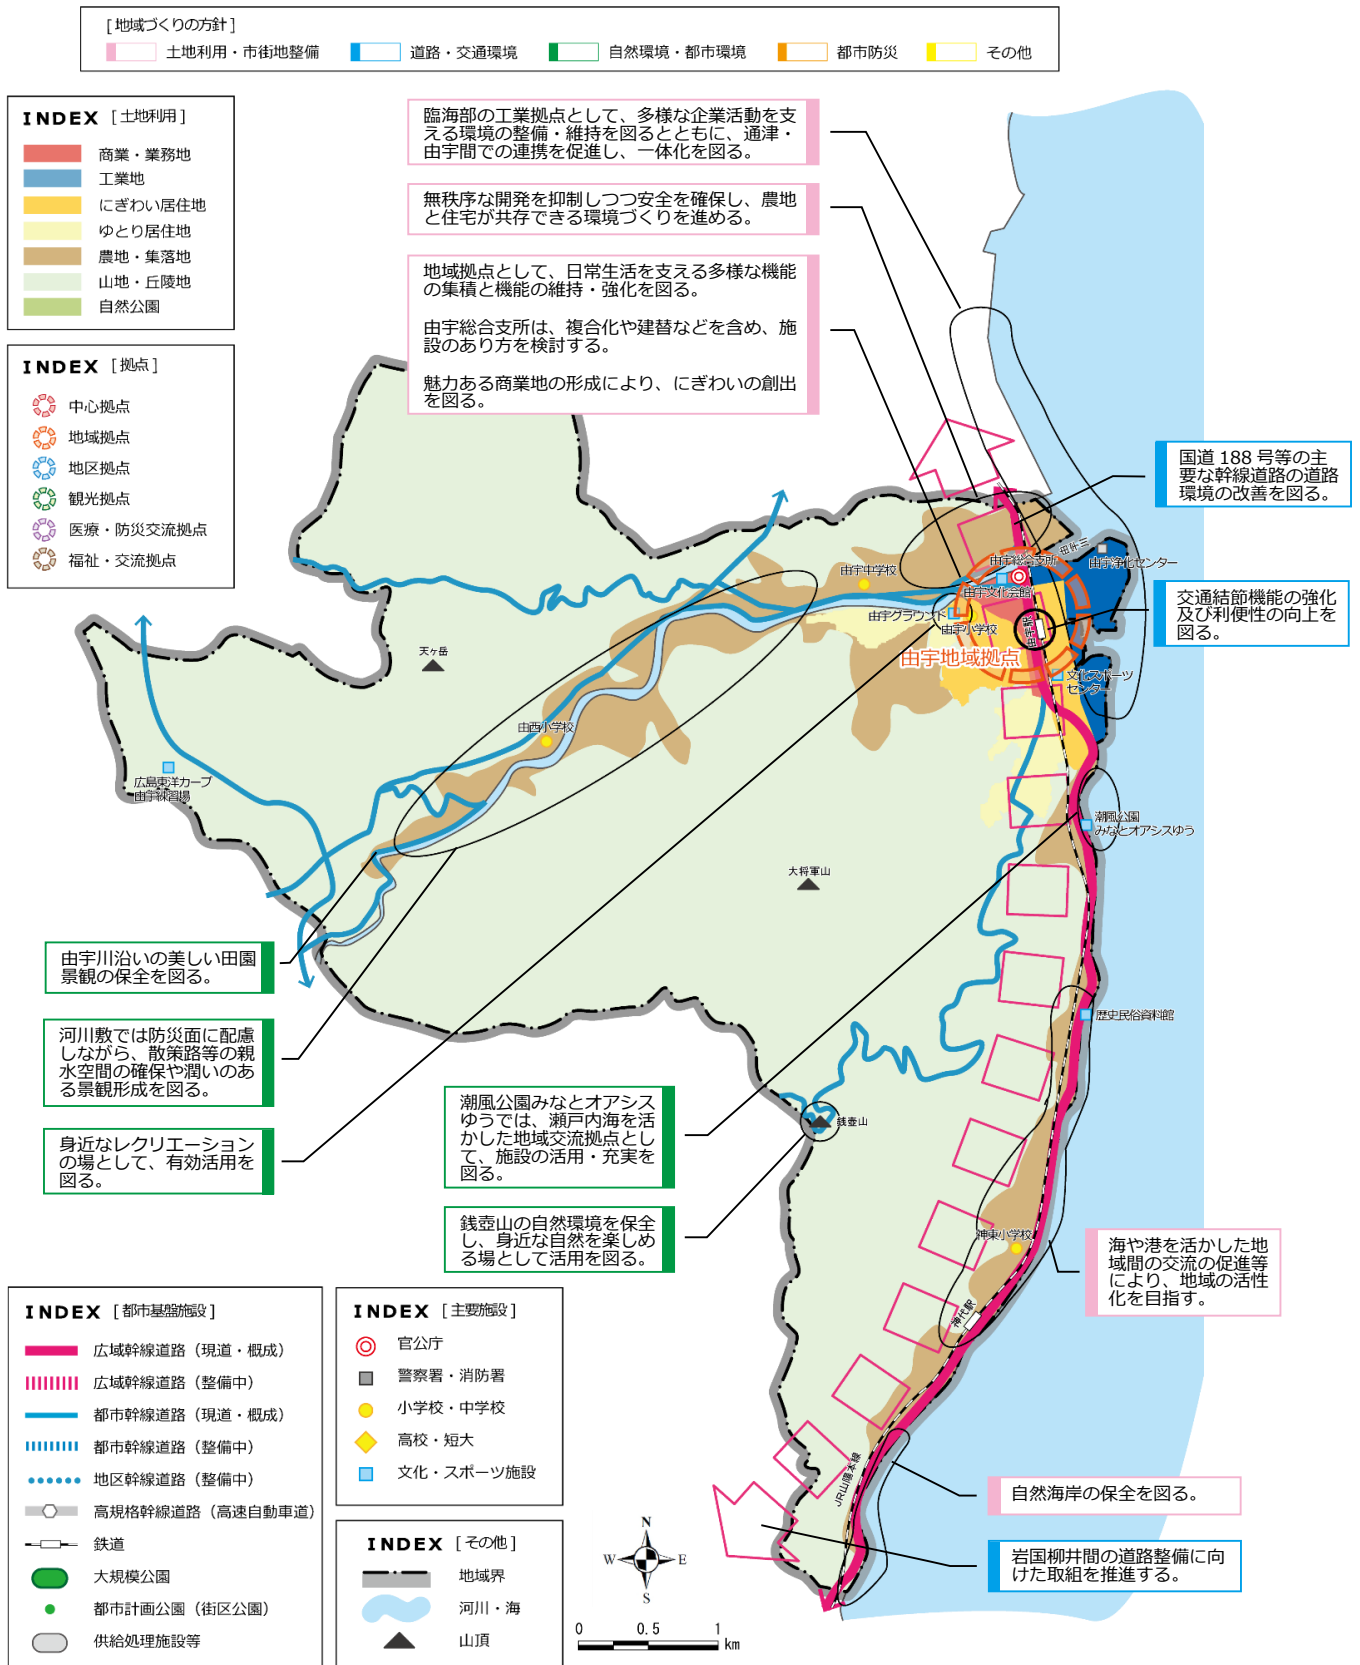 [地域づくりの方針]
土地利用・市街地整備
道路・交通環境
自然環境・都市環境
都市防災
その他
INDEX [土地利用]
商業・業務地
工業地
にぎわい居住地
ゆとり居住地
農地・集落地
山地・丘陵地
自然公園
INDEX [拠点]
中心拠点
地域拠点
地区拠点
観光拠点
医療・防災交流拠点
福祉・交流拠点
臨海部の工業拠点として、多様な企業活動を支
える環境の整備・維持を図るとともに、通津・
由宇間での連携を促進し、一体化を図る。
無秩序な開発を抑制しつつ安全を確保し、農地
と住宅が共存できる環境づくりを進める。
地域拠点として、日常生活を支える多様な機能
の集積と機能の維持・強化を図る。
由宇総合支所は、複合化や建替などを含め、施
設のあり方を検討する。
魅力ある商業地の形成により、にぎわいの創出
を図る。
国道 188 号等の主
要な幹線道路の道路
環境の改善を図る。
交通結節機能の強化
及び利便性の向上を
図る。
由宇中学校
由宇総合支所
由宇浄化センター
由宇文化会館
由宇グラウンド
由宇小学校
由宇駅
由宇地域拠点
文化スポーツ
センター
天ヶ岳
由西小学校
広島東洋カープ
由宇練習場
潮風公園
みなとオアシスゆう
大将軍山
歴史民俗資料館
銭壺山
神東小学校
神代駅
JR山陽本線
由宇川沿いの美しい田園
景観の保全を図る。
河川敷では防災面に配慮
しながら、散策路等の親
水空間の確保や潤いのあ
る景観形成を図る。
身近なレクリエーション
の場として、有効活用を
図る。
潮風公園みなとオアシス
ゆうでは、瀬戸内海を活
かした地域交流拠点とし
て、施設の活用・充実を
図る。
銭壺山の自然環境を保全
し、身近な自然を楽しめ
る場として活用を図る。
海や港を活かした地
域間の交流の促進等
により、地域の活性
化を目指す。
自然海岸の保全を図る。
岩国柳井間の道路整備に向
けた取組を推進する。
INDEX [都市基盤施設]
広域幹線道路（現道・概成）
広域幹線道路（整備中）
都市幹線道路（現道・概成）
都市幹線道路（整備中）
地区幹線道路（整備中）
高規格幹線道路（高速自動車道）
鉄道
大規模公園
都市計画公園（街区公園）
供給処理施設等
INDEX [主要施設]
官公庁
警察署・消防署
小学校・中学校
高校・短大
文化・スポーツ施設
INDEX [その他]
地域界
河川・海
山頂
N
W
E
S
0
0.5
1
km